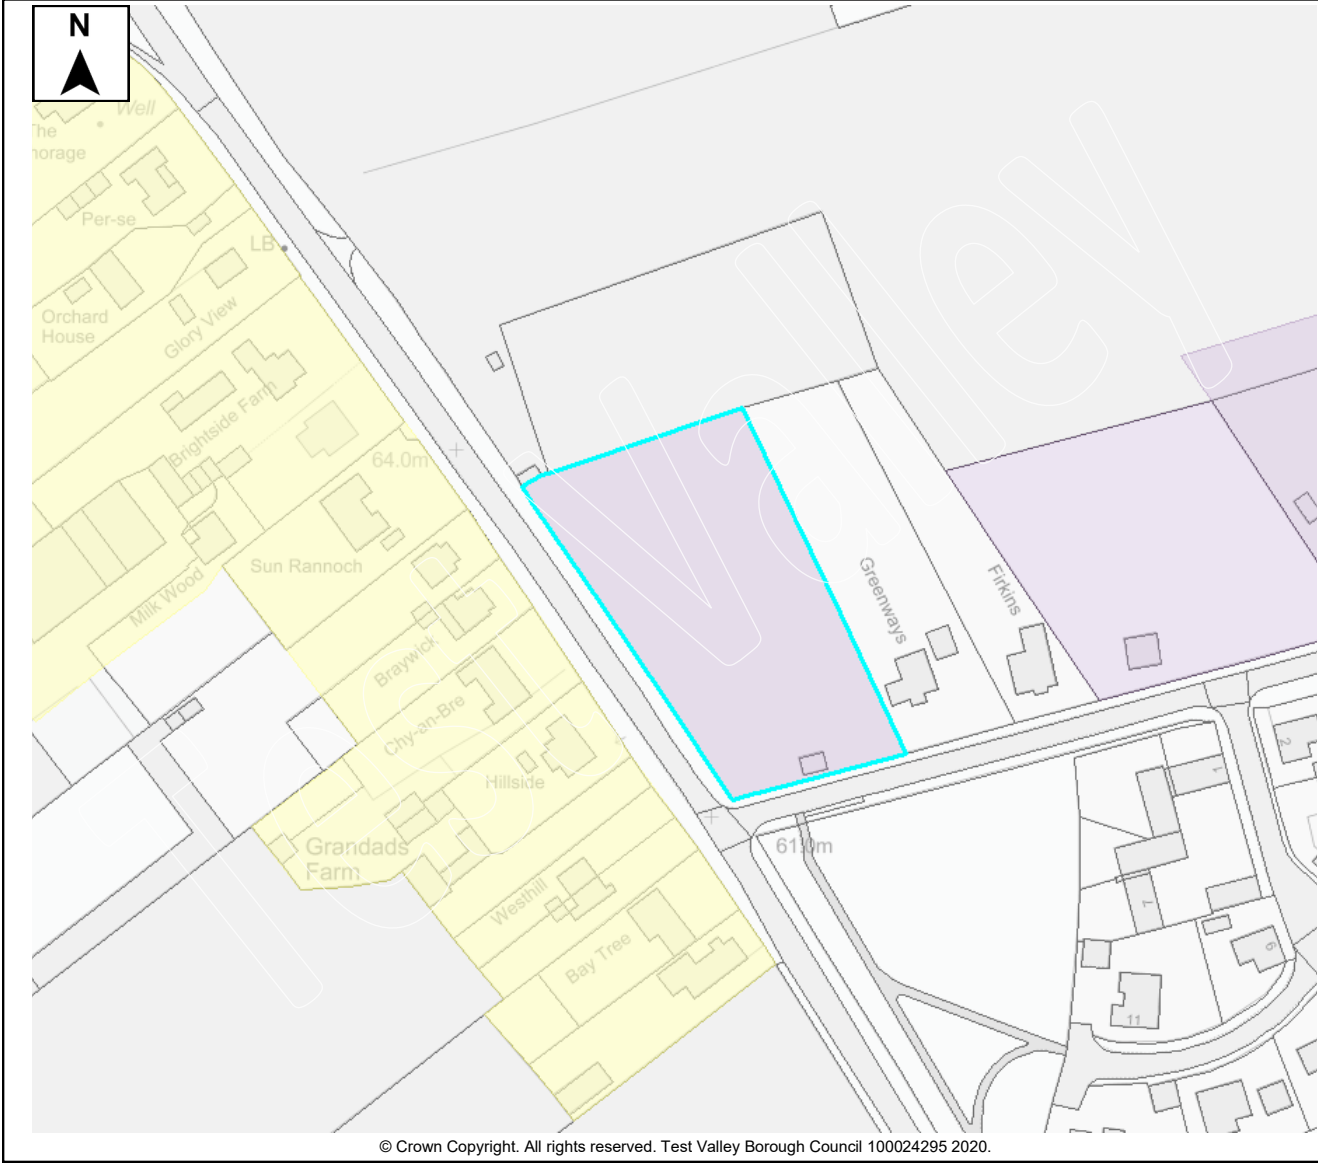 N
Well
The
Per-se
LB
Orchard
House
Glory View
Brightside Farm
64.0m
Sun Rannoch
Milk Wood
Braywick
Chy-an-Bre
Hillside
Grandads
Farm
Westhill
Bay Tree
Greenways
Firkins
61.0m
1
2
7
6
11
Valley
© Crown Copyright. All rights reserved. Test Valley Borough Council 100024295 2020.